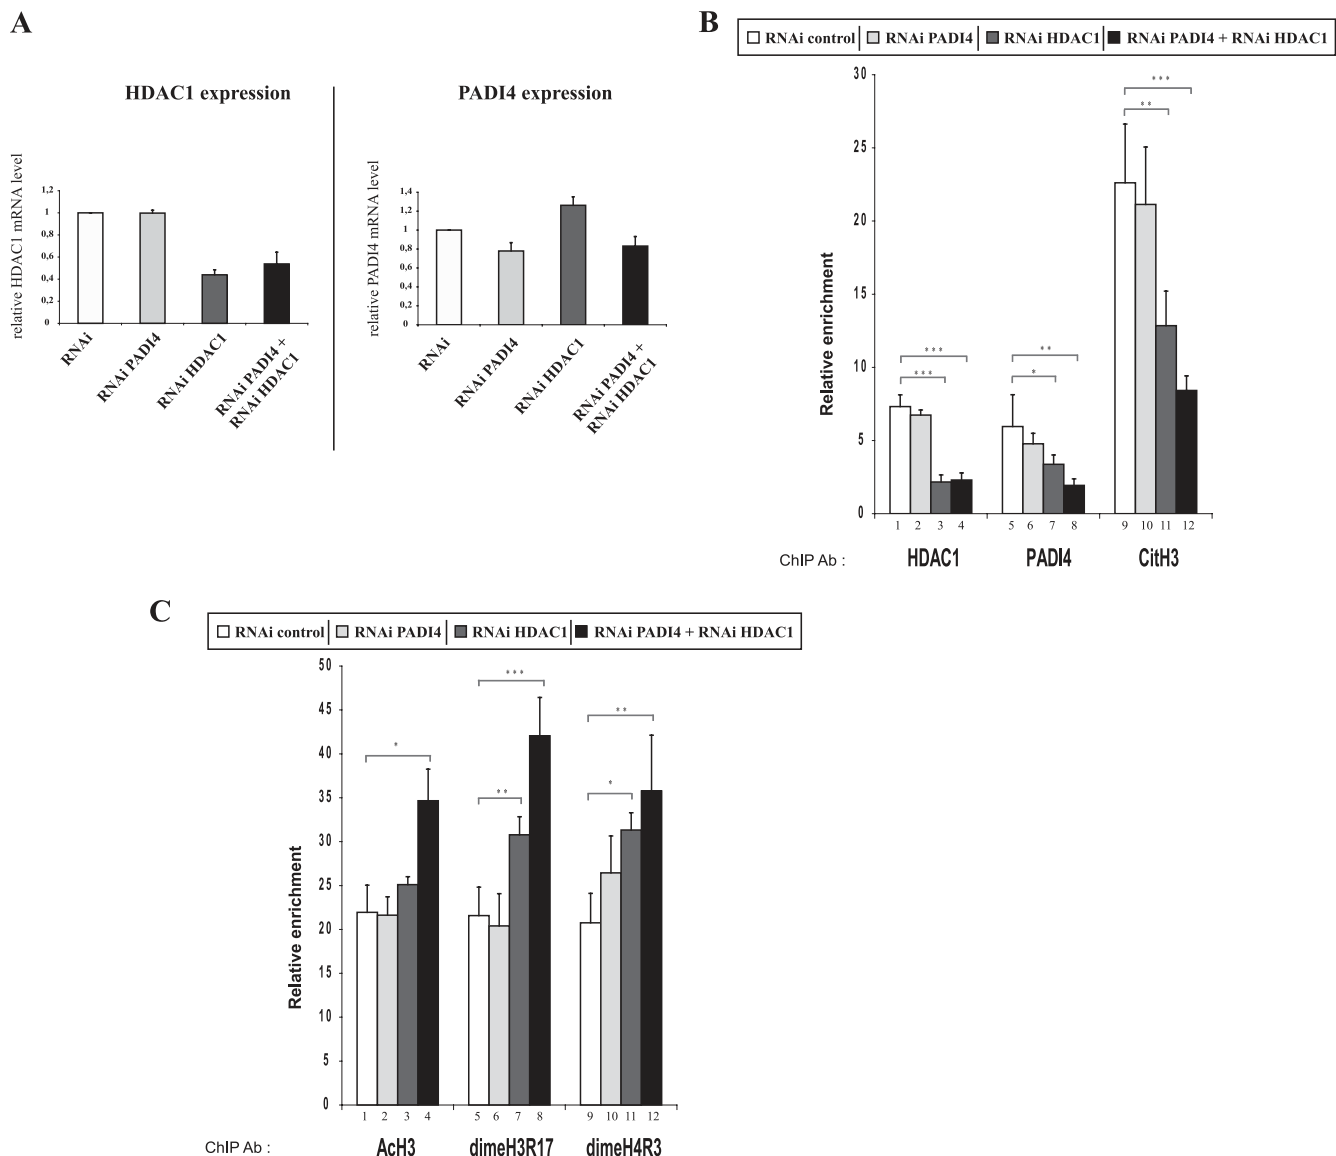 A
HDAC1 expression
relative HDAC1 mRNA level
1,2
1
0,8
0,6
0,4
0,2
0
RNAi
RNAi PADI4
RNAi HDAC1
RNAi PADI4 +
RNAi HDAC1
PADI4 expression
relative PADI4 mRNA level
1,4
1,2
1
0,8
0,6
0,4
0,2
0
RNAi
RNAi PADI4
RNAi HDAC1
RNAi PADI4 +
RNAi HDAC1
B
RNAi control RNAi PADI4 RNAi HDAC1 RNAi PADI4 + RNAi HDAC1
Relative enrichment
30
25
20
15
10
5
0
***
***
**
*
***
**
1 2 3 4 5 6 7 8 9 10 11 12
ChIP Ab : HDAC1 PADI4 CitH3
C
RNAi control RNAi PADI4 RNAi HDAC1 RNAi PADI4 + RNAi HDAC1
Relative enrichment
50
45
40
35
30
25
20
15
10
5
0
*
***
**
**
*
1 2 3 4 5 6 7 8 9 10 11 12
ChIP Ab : AcH3 dimeH3R17 dimeH4R3